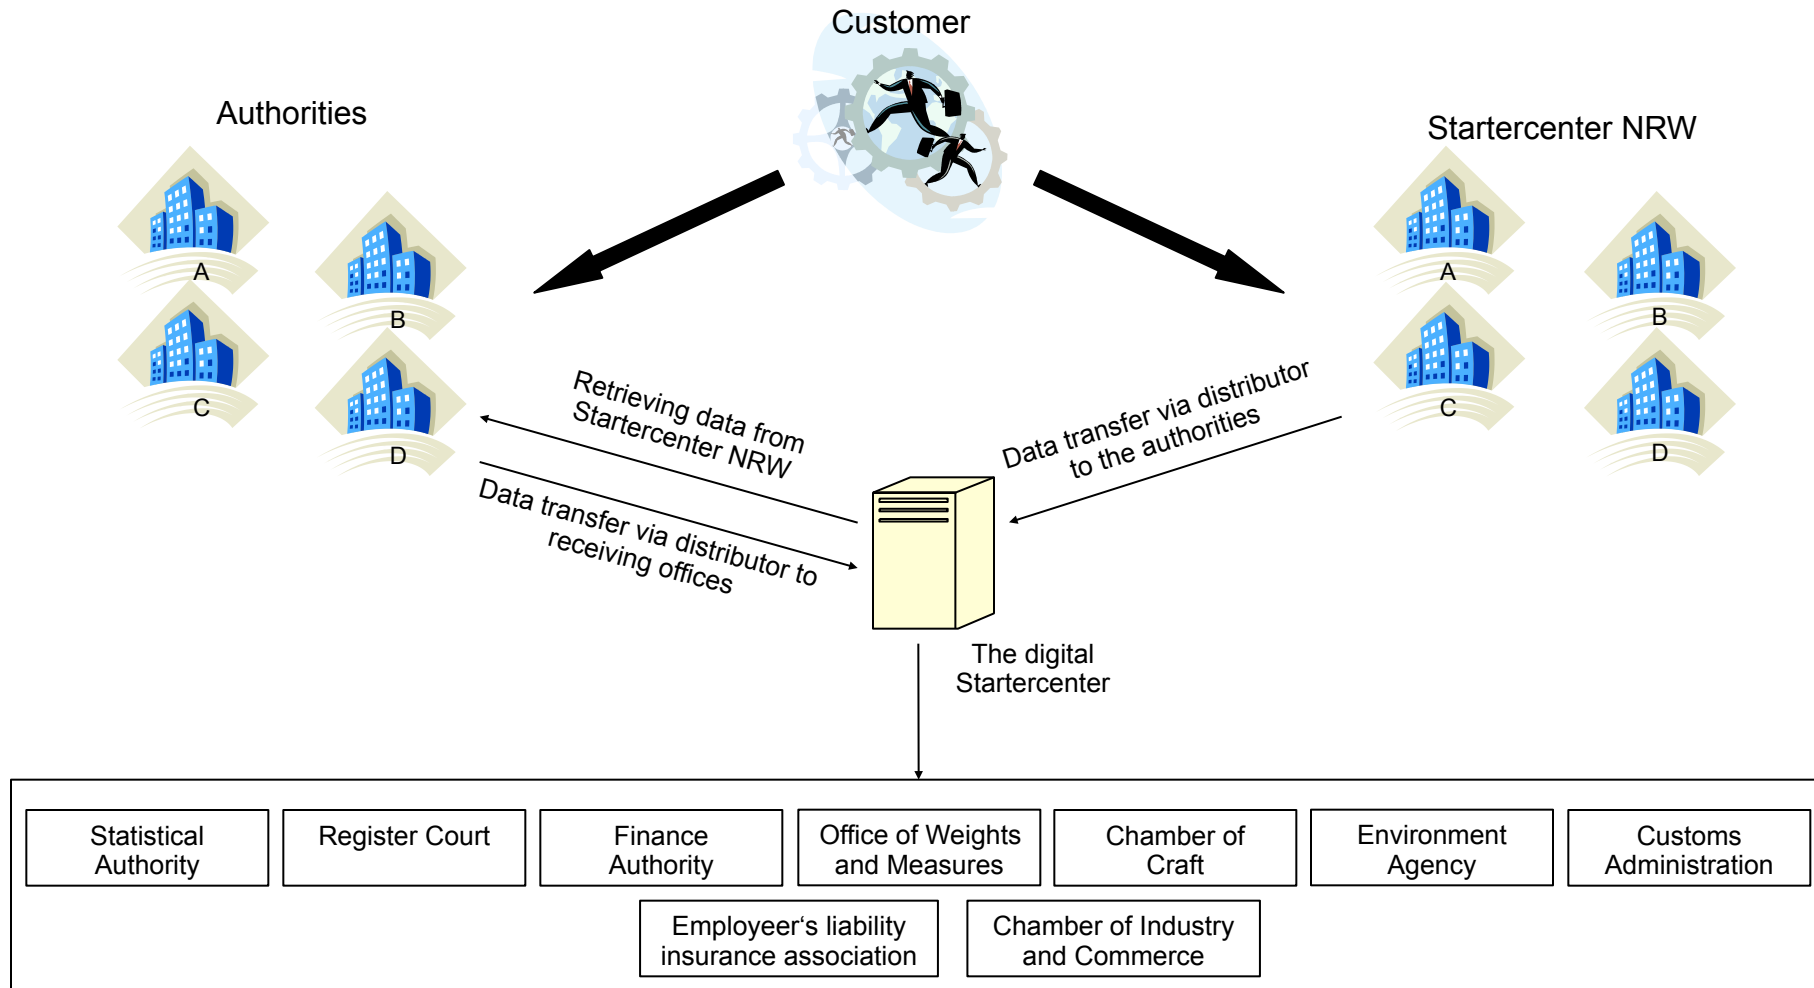 Customer
Authorities
A
B
C
D
Startercenter NRW
A
B
C
D
Retrieving data from
Startercenter NRW
Data transfer via distributor to
receiving offices
Data transfer via distributor
to the authorities
The digital
Startercenter
Statistical
Authority
Register Court
Finance
Authority
Office of Weights
and Measures
Chamber of
Craft
Environment
Agency
Customs
Administration
Employeer‘s liability
insurance association
Chamber of Industry
and Commerce